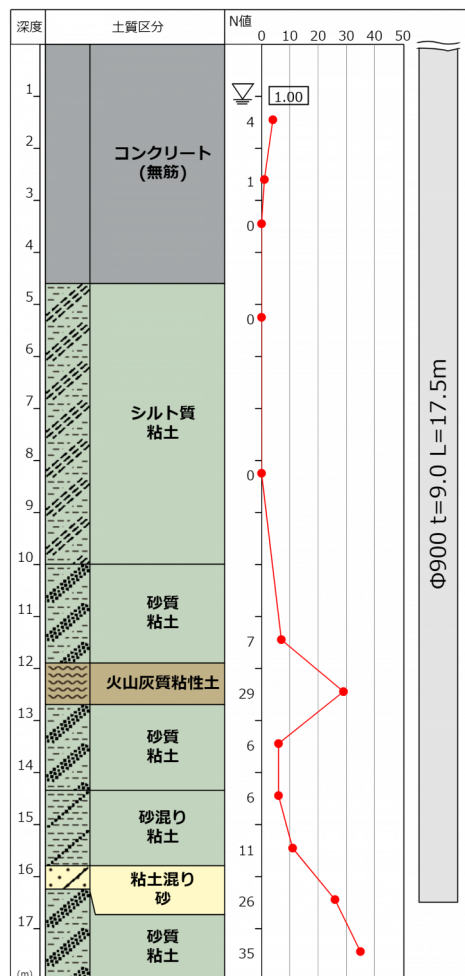 深度 土質区分 N値
0 10 20 30 40 50
1
1.00
4
2
コンクリート
(無筋)
1
3
0
4
5
0
6
7
シルト質
粘土
8
0
9
10
11
砂質
粘土
7
12
火山灰質粘性土
29
13
砂質
粘土
6
14
6
15
砂混り
粘土
11
16
粘土混り
砂
26
17
砂質
粘土
35
(m)
Φ900 t=9.0 L=17.5m